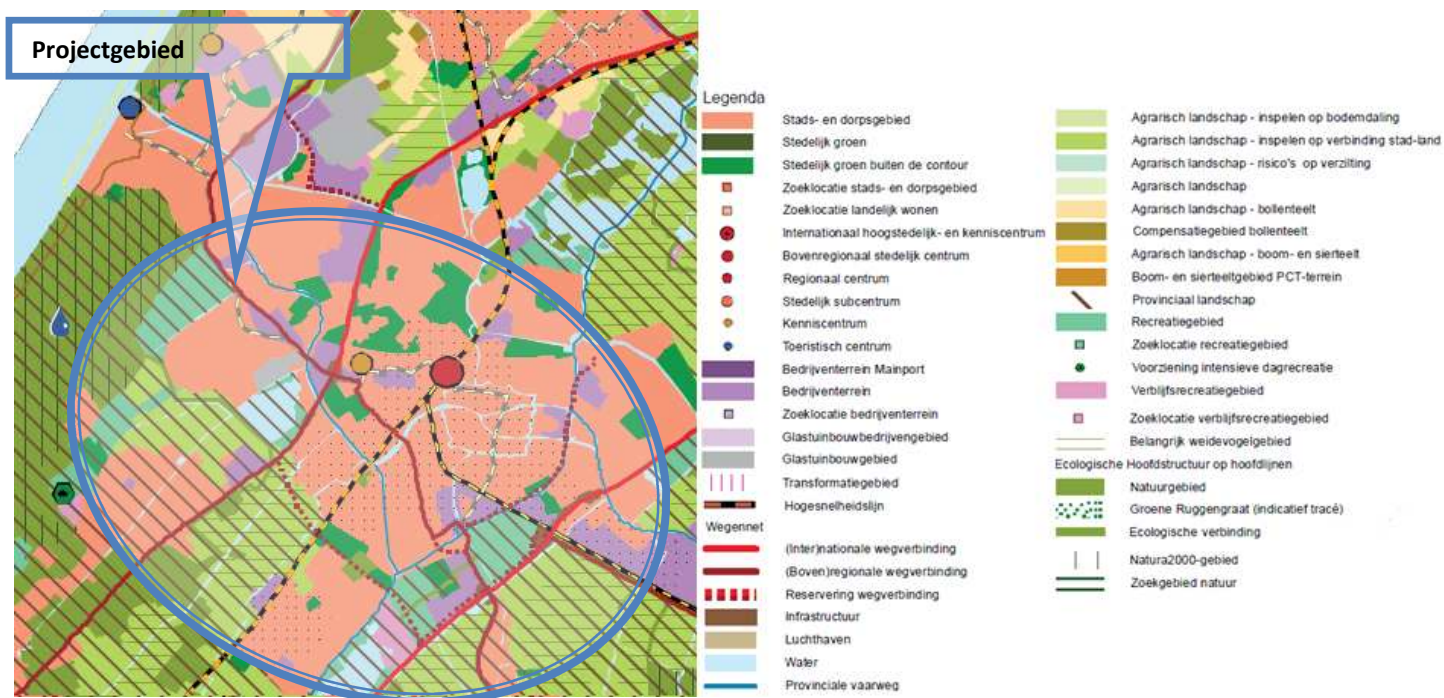 Projectgebied
Legenda
Stads- en dorpsgebied
Stedelijk groen
Stedelijk groen buiten de contour
Zoeklocatie stads- en dorpsgebied
Zoeklocatie landelijk wonen
Internationaal hoogstedelijk- en kenniscentrum
Bovenregionaal stedelijk centrum
Regionaal centrum
Stedelijk subcentrum
Kenniscentrum
Toeristisch centrum
Bedrijventerrein Mainport
Bedrijventerrein
Zoeklocatie bedrijventerrein
Glastuinbouwbedrijvengebied
Glastuinbouwgebied
Transformatiegebied
Hogesnelheidslijn
Wegennet
(Inter)nationale wegverbinding
(Boven)regionale wegverbinding
Reservering wegverbinding
Infrastructuur
Luchthaven
Water
Provinciale vaarweg
Agrarisch landschap - inspelen op bodemdaling
Agrarisch landschap - inspelen op verbinding stad-land
Agrarisch landschap - risico's op verzilting
Agrarisch landschap
Agrarisch landschap - bollenteelt
Compensatiegebied bollenteelt
Agrarisch landschap - boom- en sierteelt
Boom- en sierteeltgebied PCT-terrein
Provinciaal landschap
Recreatiegebied
Zoeklocatie recreatiegebied
Voorziening intensieve dagrecreatie
Verblijfsrecreatiegebied
Zoeklocatie verblijfsrecreatiegebied
Belangrijk weidevogelgebied
Ecologische Hoofdstructuur op hoofdlijnen
Natuurgebied
Groene Ruggengraat (indicatief tracé)
Ecologische verbinding
Natura2000-gebied
Zoekgebied natuur